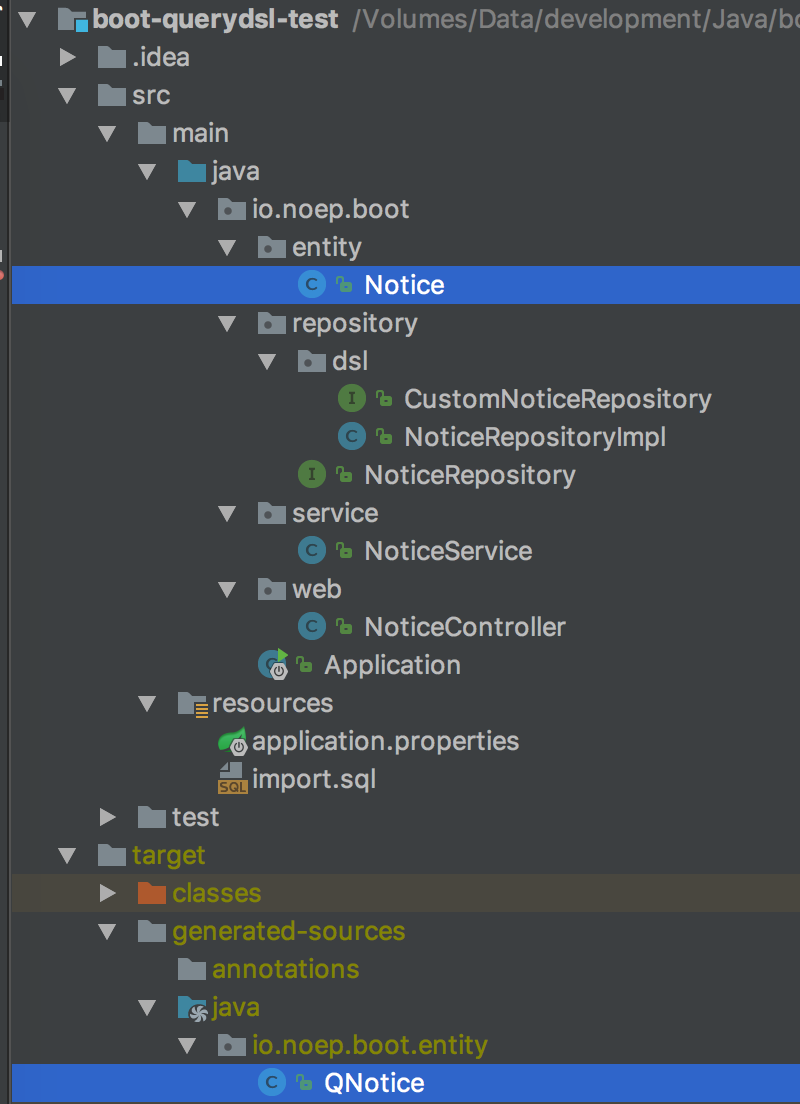 boot-querydsl-test /Volumes/Data/development/Java/bo
.idea
src
main
java
io.noep.boot
entity
C Notice
repository
dsl
I CustomNoticeRepository
C NoticeRepositoryImpl
I NoticeRepository
service
C NoticeService
web
C NoticeController
C Application
resources
application.properties
SQL import.sql
test
target
classes
generated-sources
annotations
java
io.noep.boot.entity
C QNotice